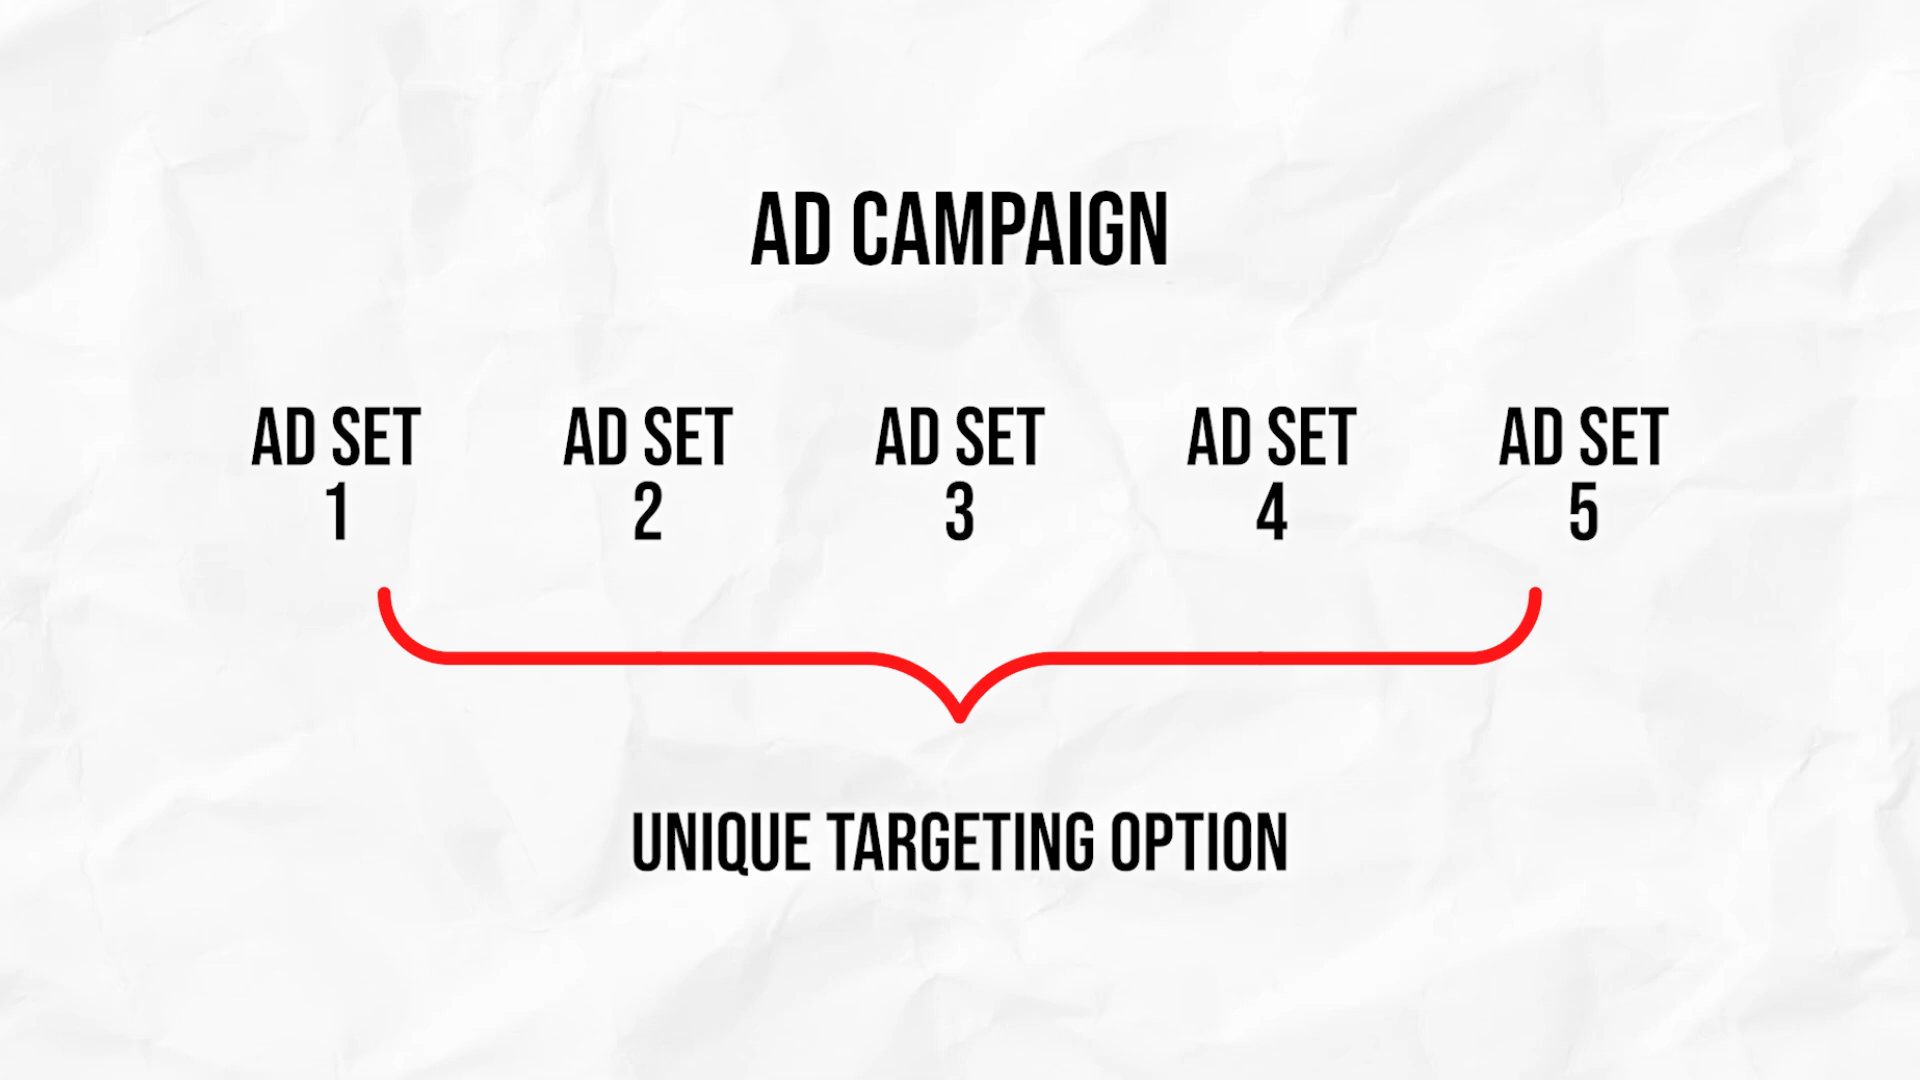 AD CAMPAIGN
AD SET
1
AD SET
2
AD SET
3
AD SET
4
AD SET
5
UNIQUE TARGETING OPTION